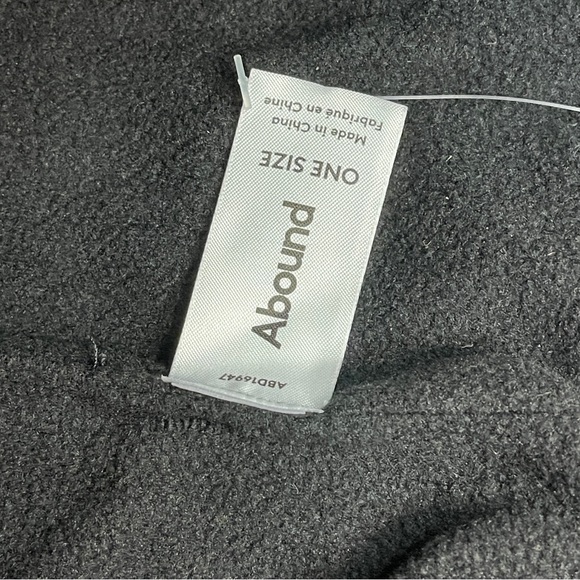 Made in China
Fabriqué en Chine
ONE SIZE
Abound
ABD16947